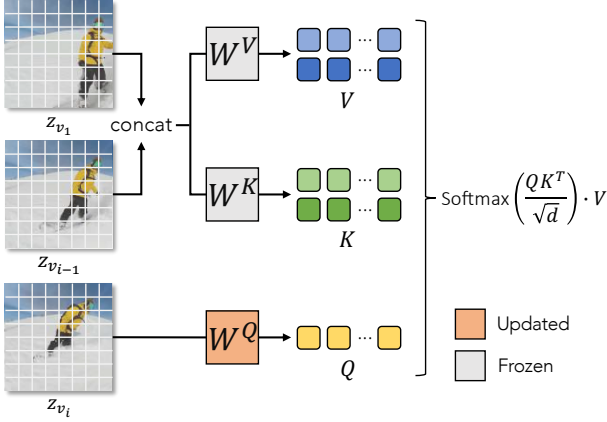 z_{v_1}
concat
W^V
...
...
V
z_{v_{i-1}}
W^K
...
...
K
Softmax (QK^T / √d) · V
z_{v_i}
W^Q
...
Q
Updated
Frozen